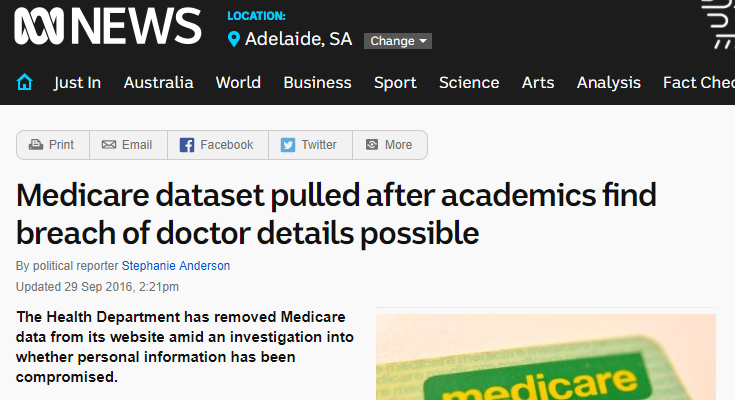 NEWS
LOCATION:
Adelaide, SA
Change
Just In Australia World Business Sport Science Arts Analysis Fact Chec
Print Email Facebook Twitter More
Medicare dataset pulled after academics find
breach of doctor details possible
By political reporter Stephanie Anderson
Updated 29 Sep 2016, 2:21pm
The Health Department has removed Medicare
data from its website amid an investigation into
whether personal information has been
compromised.
medicare